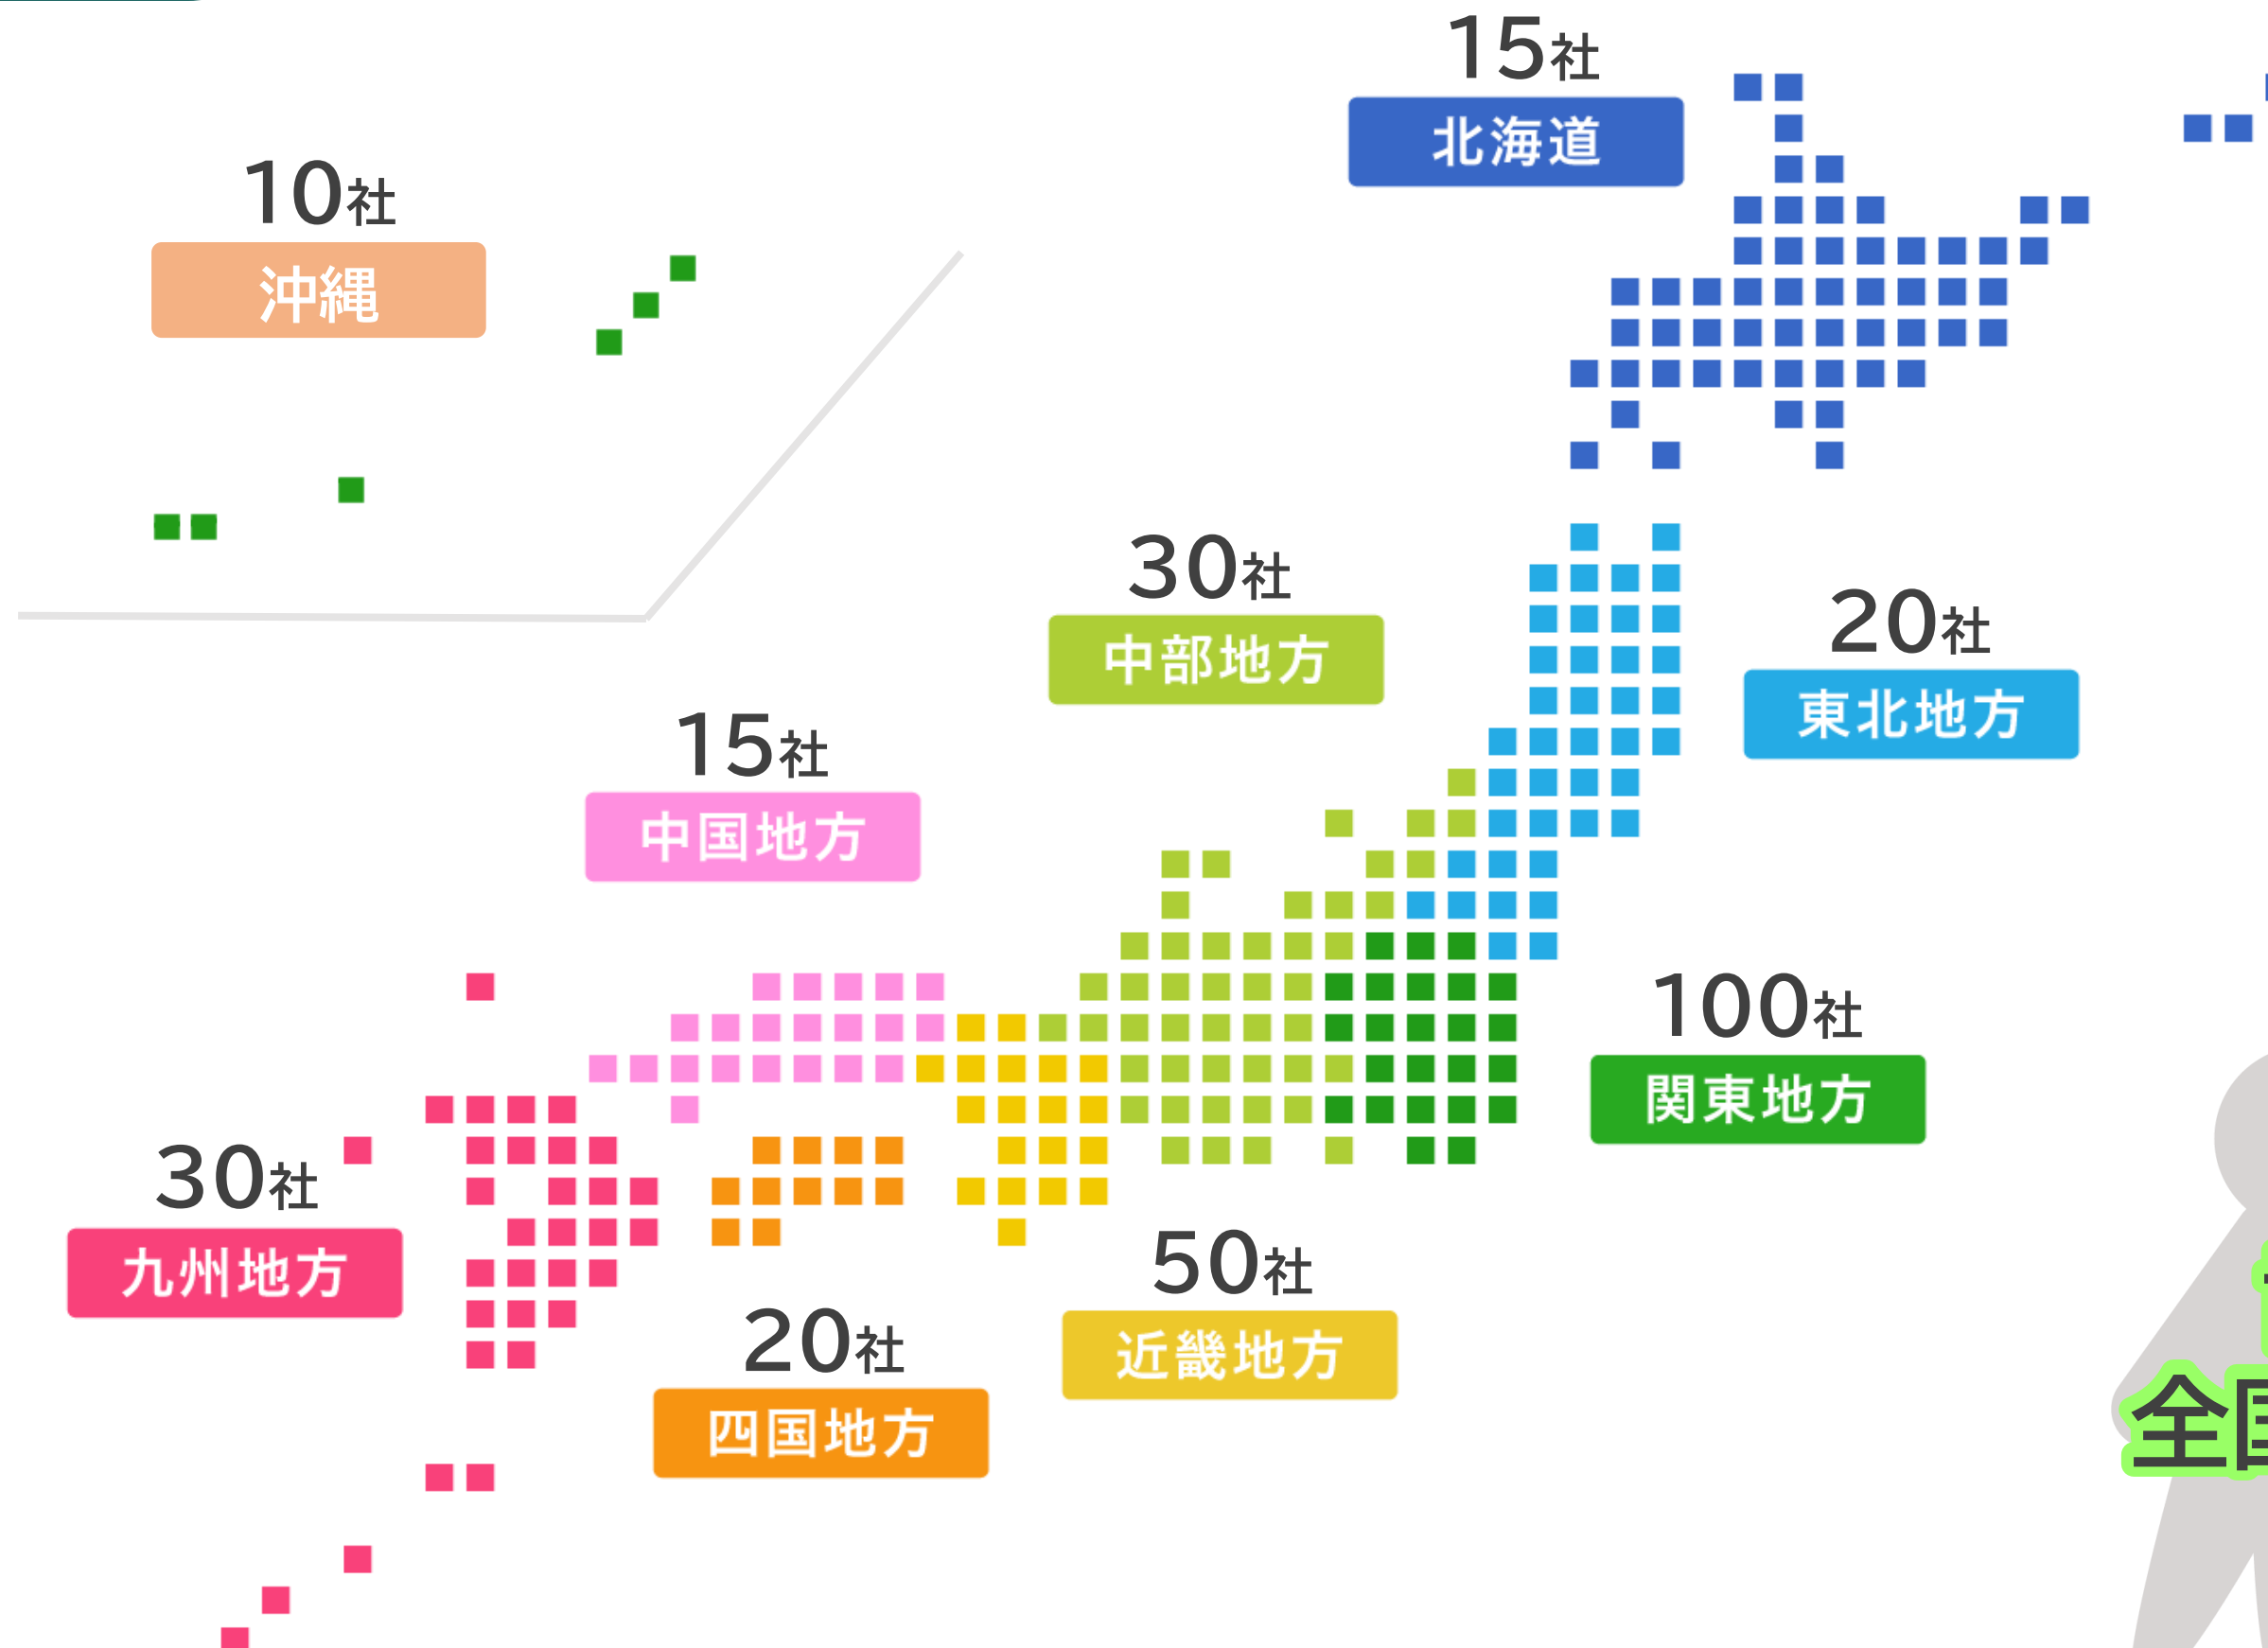 15社
北海道
10社
沖縄
30社
中部地方
20社
東北地方
15社
中国地方
100社
関東地方
30社
九州地方
50社
近畿地方
20社
四国地方
全国